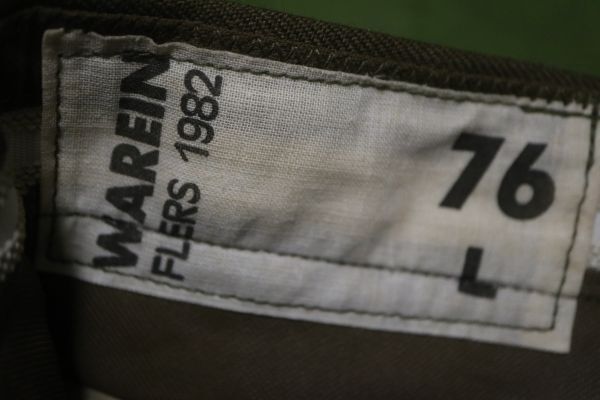 WAREIN
FLERS 1982
76
L